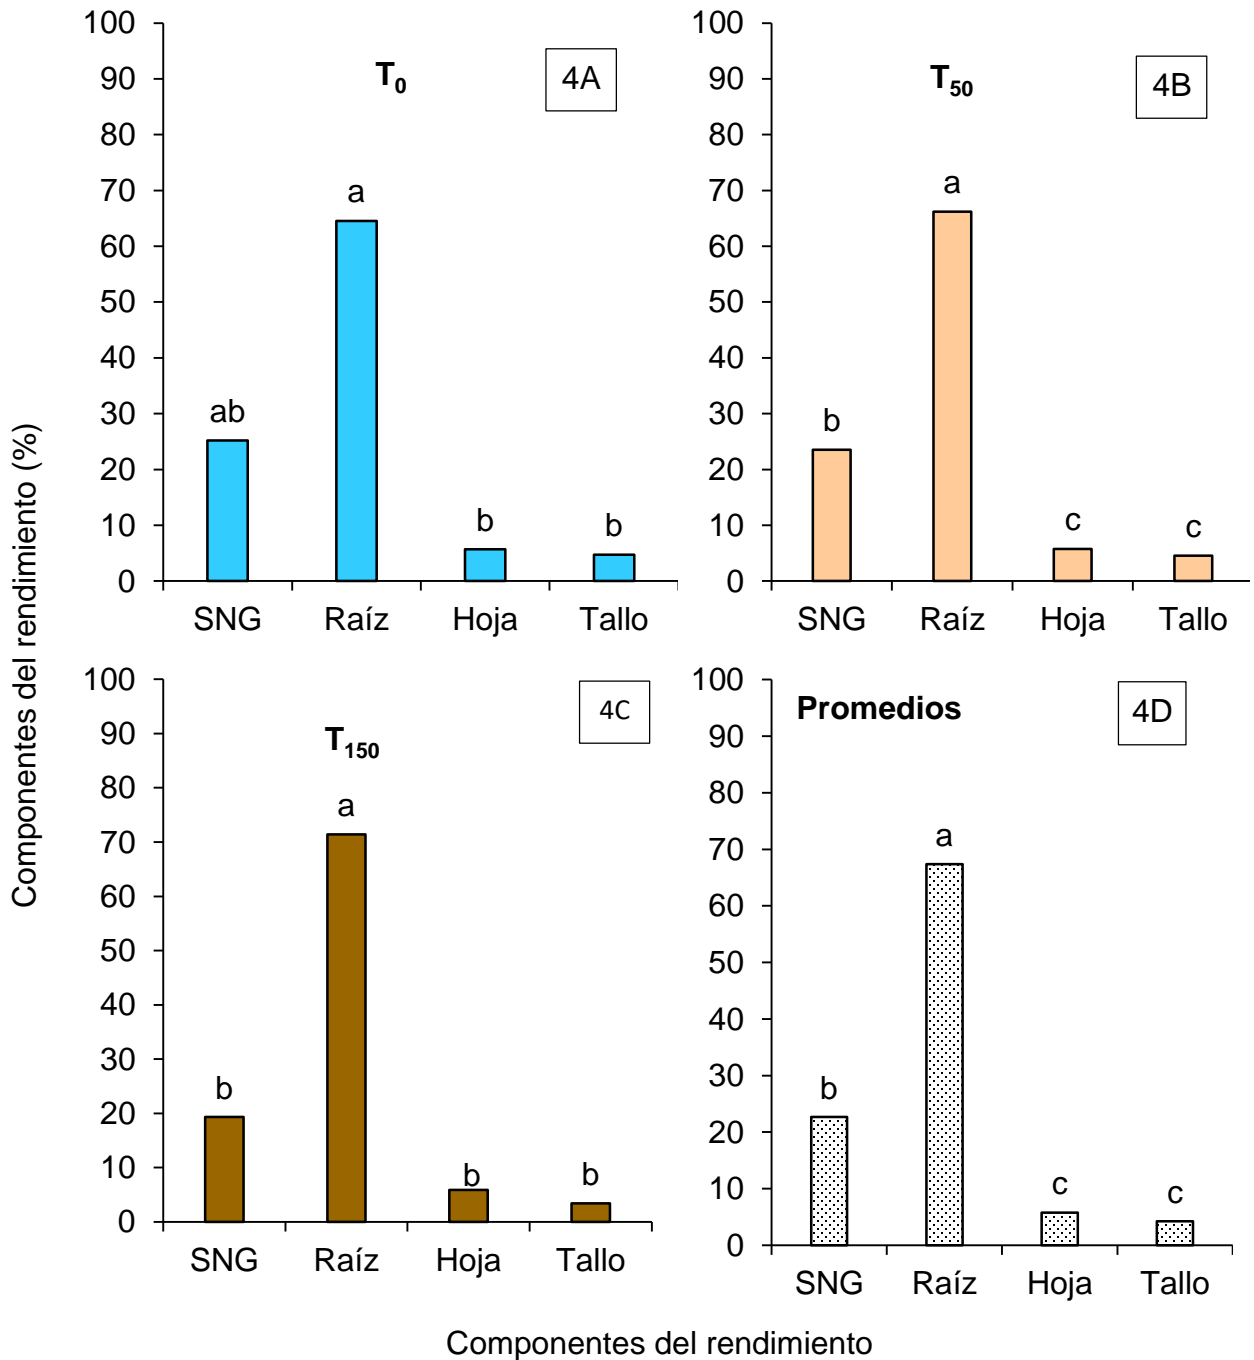 Componentes del rendimiento (%)
T0
4A
100
90
80
70
60
50
40
30
20
10
0
ab
a
b
b
SNG Raíz Hoja Tallo
T50
4B
100
90
80
70
60
50
40
30
20
10
0
b
a
c
c
SNG Raíz Hoja Tallo
T150
4C
100
90
80
70
60
50
40
30
20
10
0
b
a
b
b
SNG Raíz Hoja Tallo
Promedios
4D
100
90
80
70
60
50
40
30
20
10
0
b
a
c
c
SNG Raíz Hoja Tallo
Componentes del rendimiento